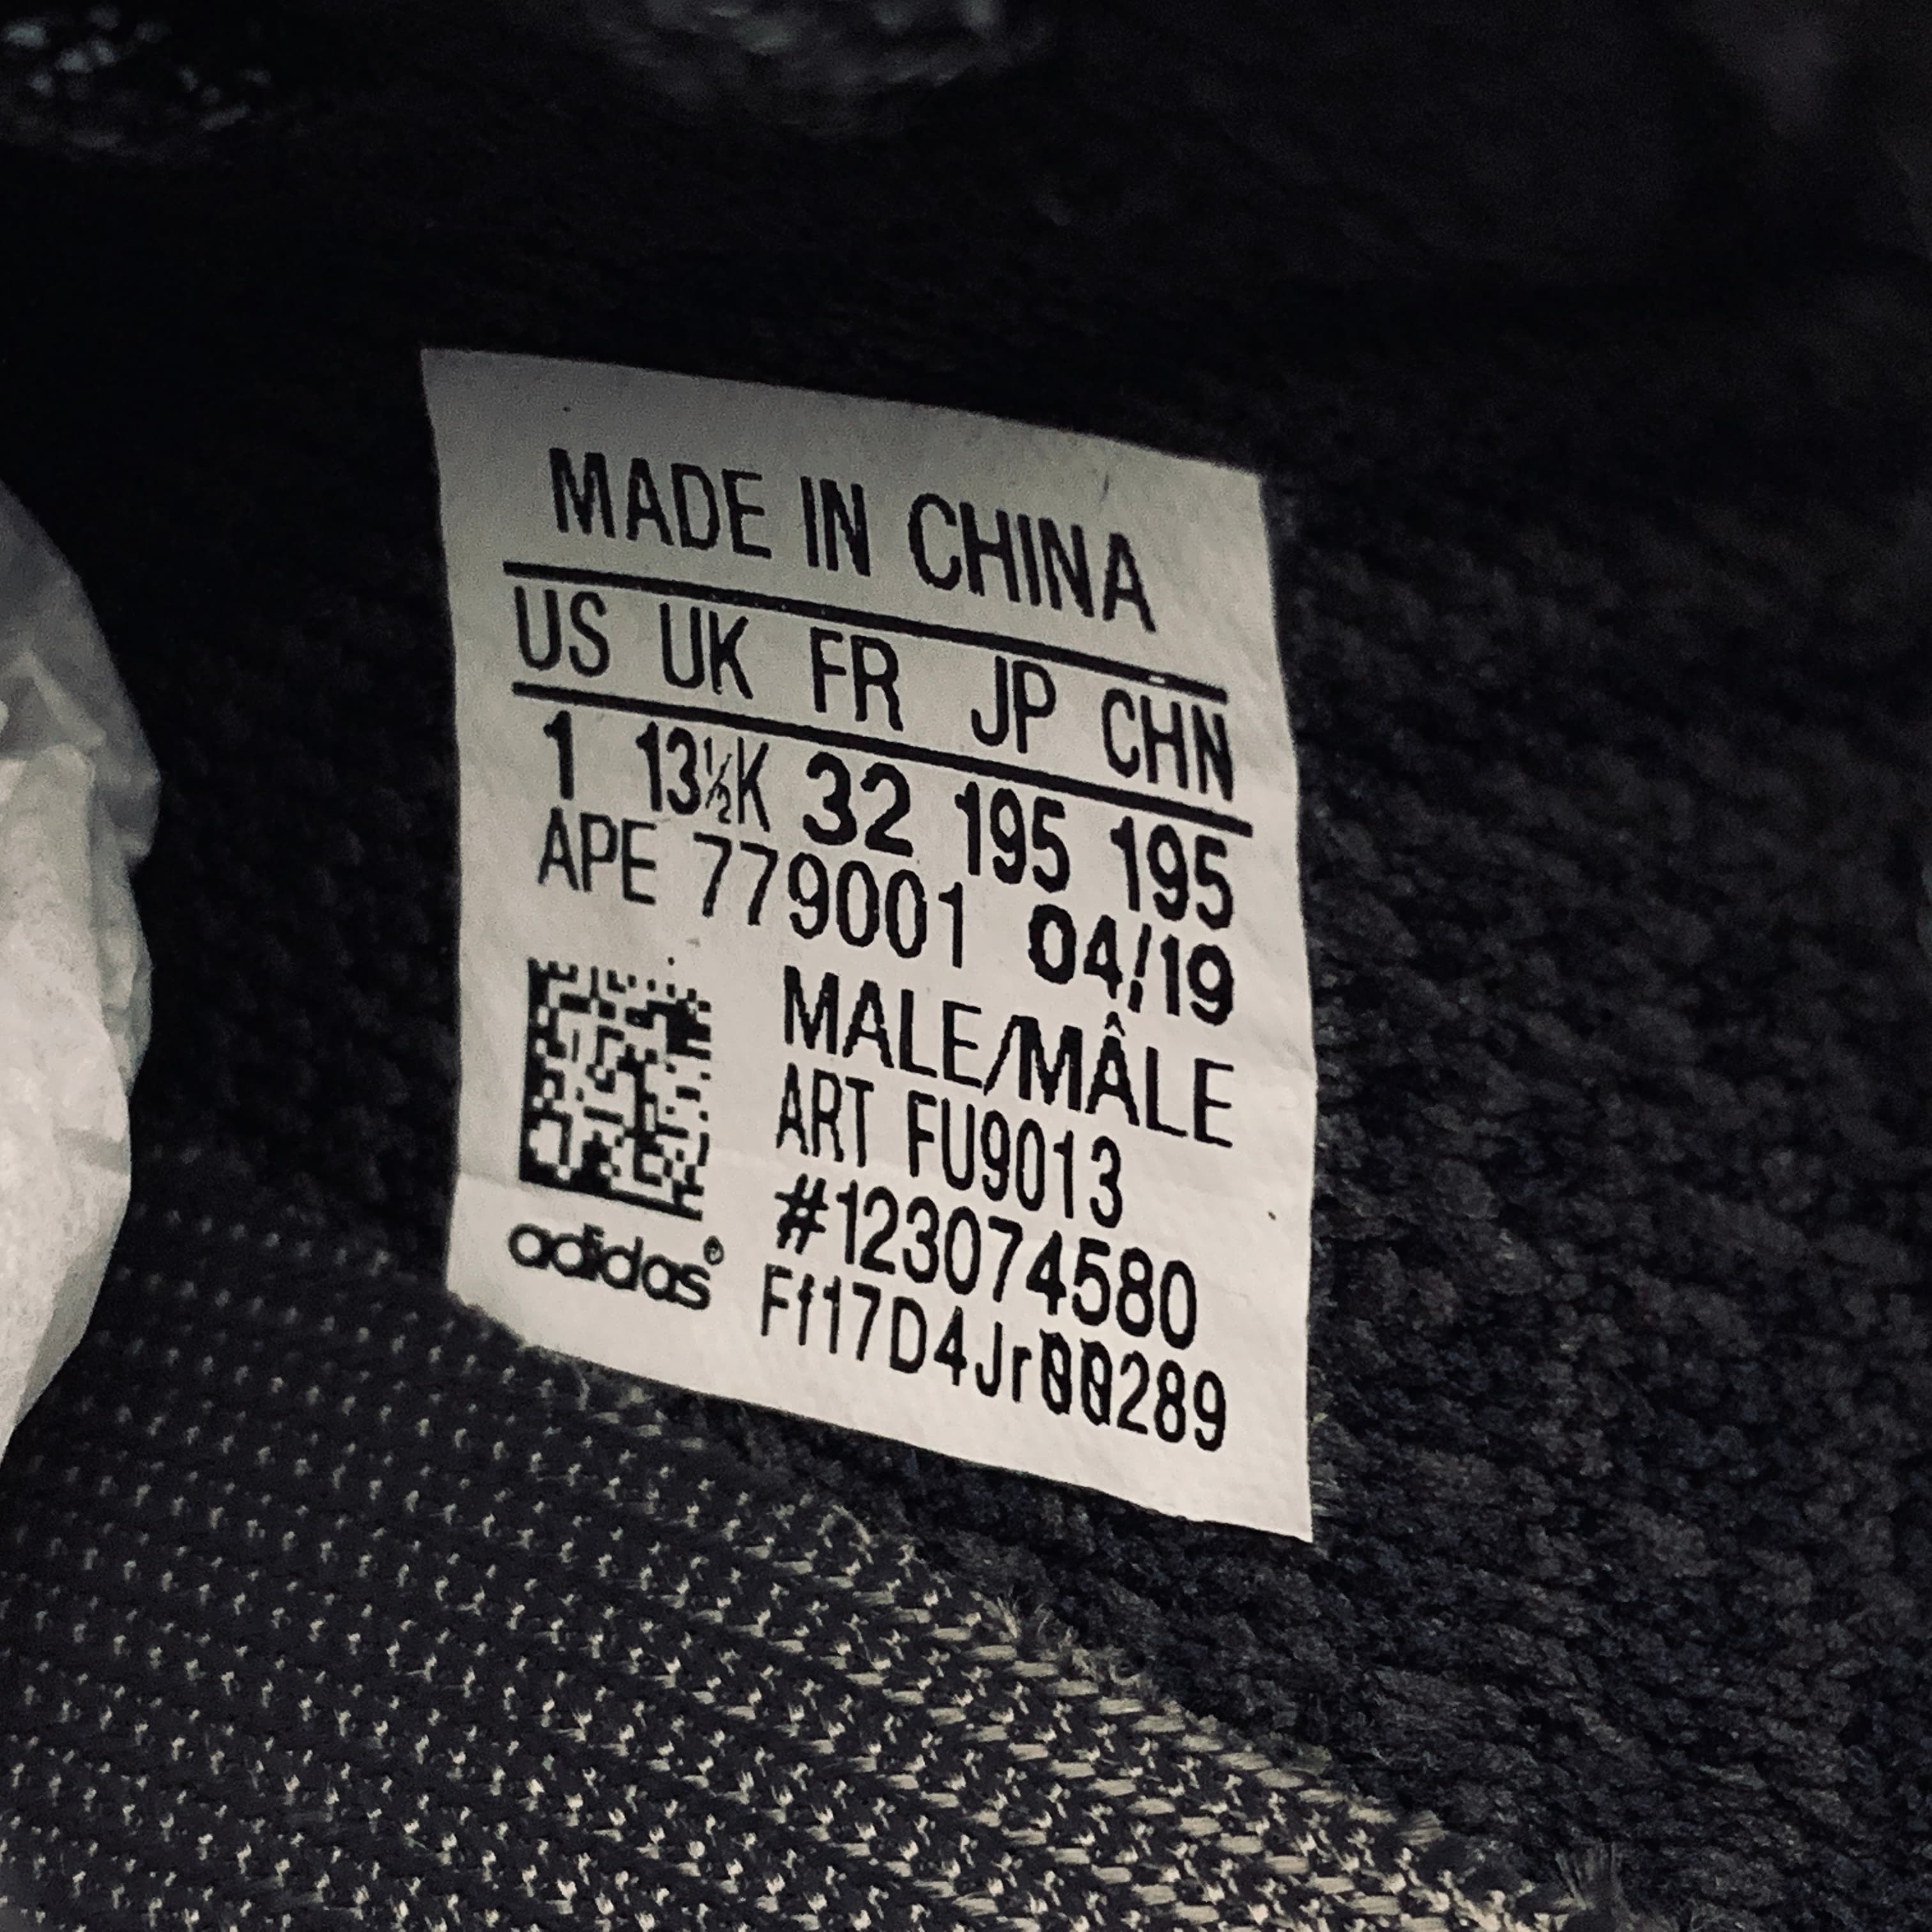 MADE IN CHINA
US UK FR JP CHN
1 13½K 32 195 195
APE 779001 04/19
MALE/MÂLE
ART FU9013
#123074580
adidas®
Ff17D4Jr00289